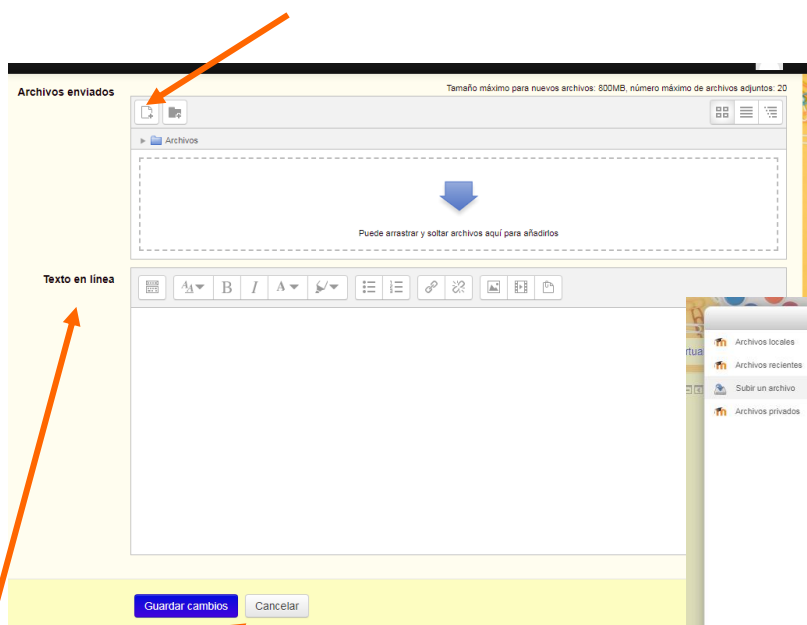 Tamaño máximo para nuevos archivos: 800MB, número máximo de archivos adjuntos: 20
Archivos enviados
Archivos
Puede arrastrar y soltar archivos aquí para añadirlos
Texto en línea
B I A
Archivos locales
Archivos recientes
Subir un archivo
Archivos privados
Guardar cambios Cancelar